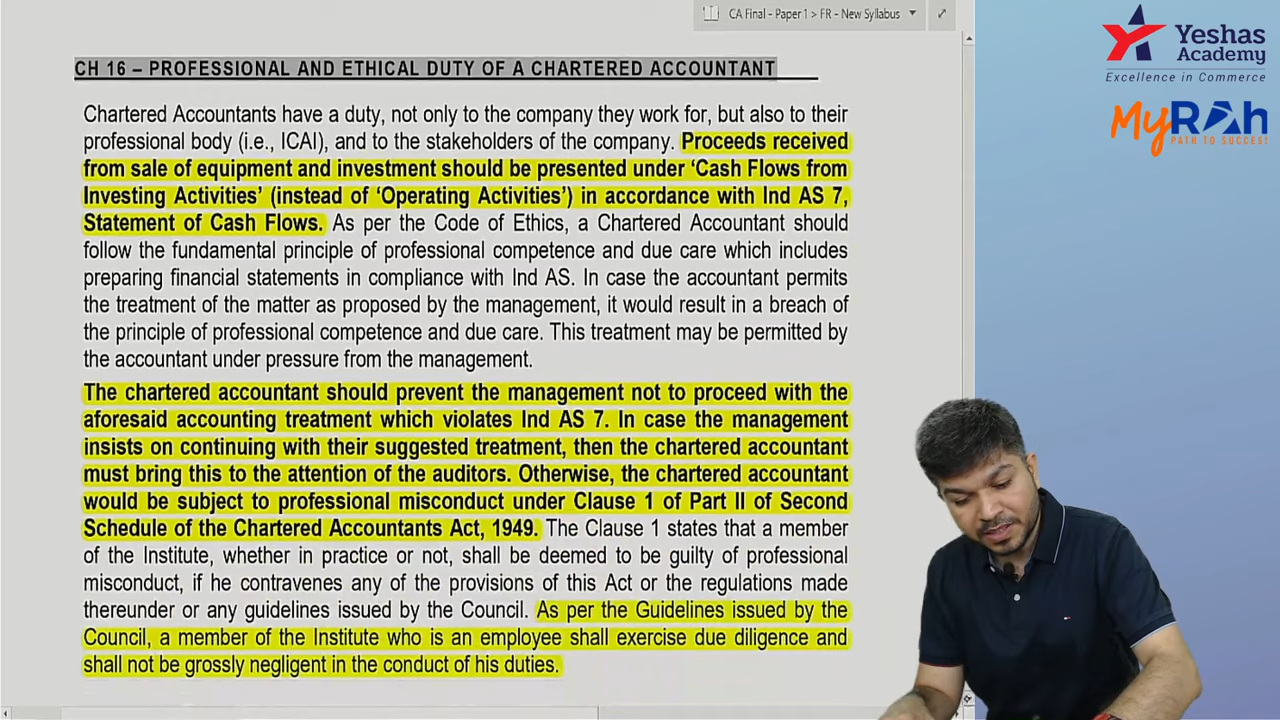 CA Final - Paper 1 > FR - New Syllabus
Yeshas
Academy
Excellence in Commerce
MyRAh
PATH TO SUCCESS!
CH 16 – PROFESSIONAL AND ETHICAL DUTY OF A CHARTERED ACCOUNTANT
Chartered Accountants have a duty, not only to the company they work for, but also to their
professional body (i.e., ICAI), and to the stakeholders of the company. Proceeds received
from sale of equipment and investment should be presented under ‘Cash Flows from
Investing Activities’ (instead of ‘Operating Activities’) in accordance with Ind AS 7,
Statement of Cash Flows. As per the Code of Ethics, a Chartered Accountant should
follow the fundamental principle of professional competence and due care which includes
preparing financial statements in compliance with Ind AS. In case the accountant permits
the treatment of the matter as proposed by the management, it would result in a breach of
the principle of professional competence and due care. This treatment may be permitted by
the accountant under pressure from the management.
The chartered accountant should prevent the management not to proceed with the
aforesaid accounting treatment which violates Ind AS 7. In case the management
insists on continuing with their suggested treatment, then the chartered accountant
must bring this to the attention of the auditors. Otherwise, the chartered accountant
would be subject to professional misconduct under Clause 1 of Part II of Second
Schedule of the Chartered Accountants Act, 1949. The Clause 1 states that a member
of the Institute, whether in practice or not, shall be deemed to be guilty of professional
misconduct, if he contravenes any of the provisions of this Act or the regulations made
thereunder or any guidelines issued by the Council. As per the Guidelines issued by the
Council, a member of the Institute who is an employee shall exercise due diligence and
shall not be grossly negligent in the conduct of his duties.